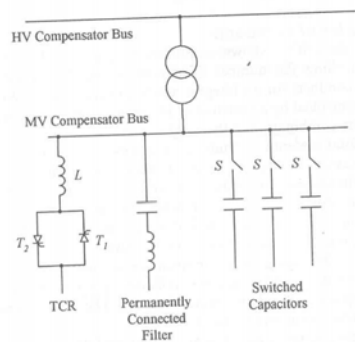 HV Compensator Bus
MV Compensator Bus
L
S
S
S
T2
T1
TCR
Permanently
Connected
Filter
Switched
Capacitors